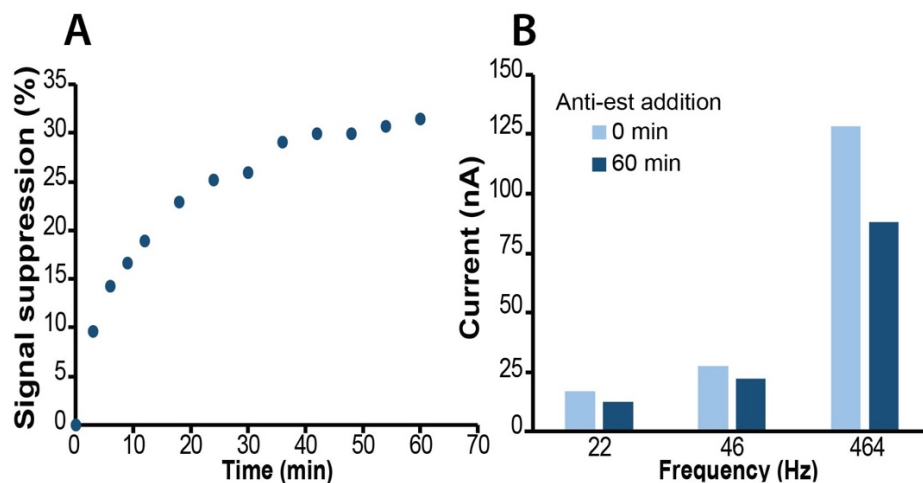 A
Signal suppression (%)
35
30
25
20
15
10
5
0
0 10 20 30 40 50 60 70
Time (min)
B
Anti-est addition
0 min
60 min
Current (nA)
150
125
100
75
50
25
0
22 46 464
Frequency (Hz)